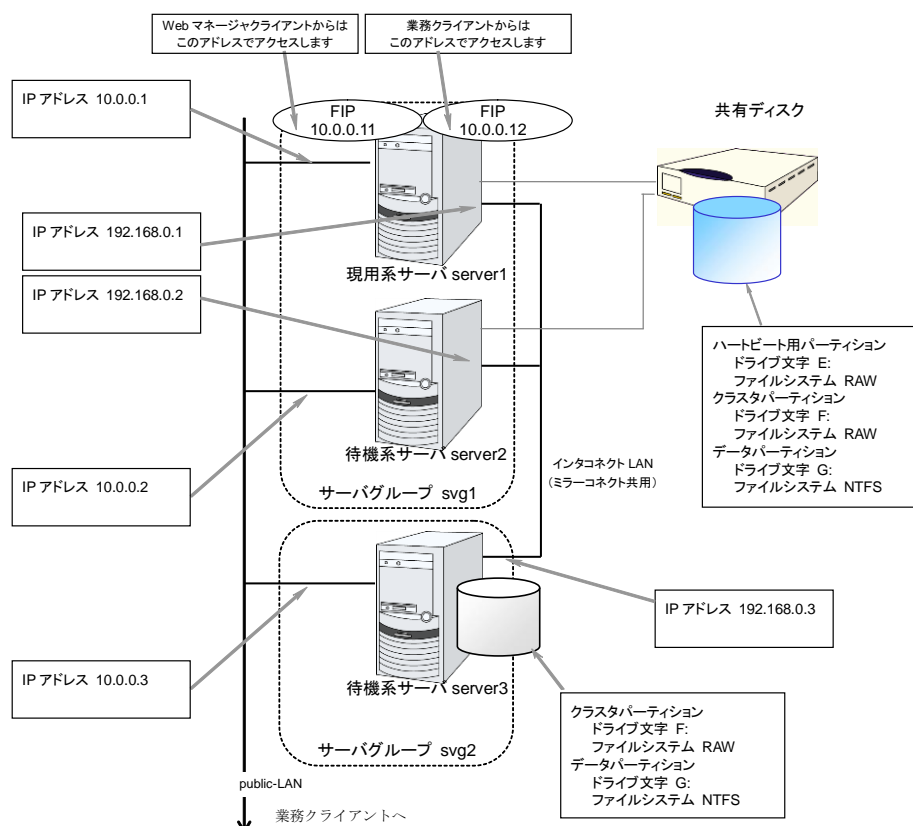 Web マネージャクライアントからは
このアドレスでアクセスします
業務クライアントからは
このアドレスでアクセスします
IP アドレス 10.0.0.1
FIP
10.0.0.11
FIP
10.0.0.12
共有ディスク
IP アドレス 192.168.0.1
現用系サーバ server1
IP アドレス 192.168.0.2
ハートビート用パーティション
ドライブ文字 E:
ファイルシステム RAW
クラスタパーティション
ドライブ文字 F:
ファイルシステム RAW
データパーティション
ドライブ文字 G:
ファイルシステム NTFS
待機系サーバ server2
インタコネクト LAN
（ミラーコネクト共用）
IP アドレス 10.0.0.2
サーバグループ svg1
IP アドレス 192.168.0.3
IP アドレス 10.0.0.3
待機系サーバ server3
クラスタパーティション
ドライブ文字 F:
ファイルシステム RAW
データパーティション
ドライブ文字 G:
ファイルシステム NTFS
サーバグループ svg2
public-LAN
業務クライアントへ